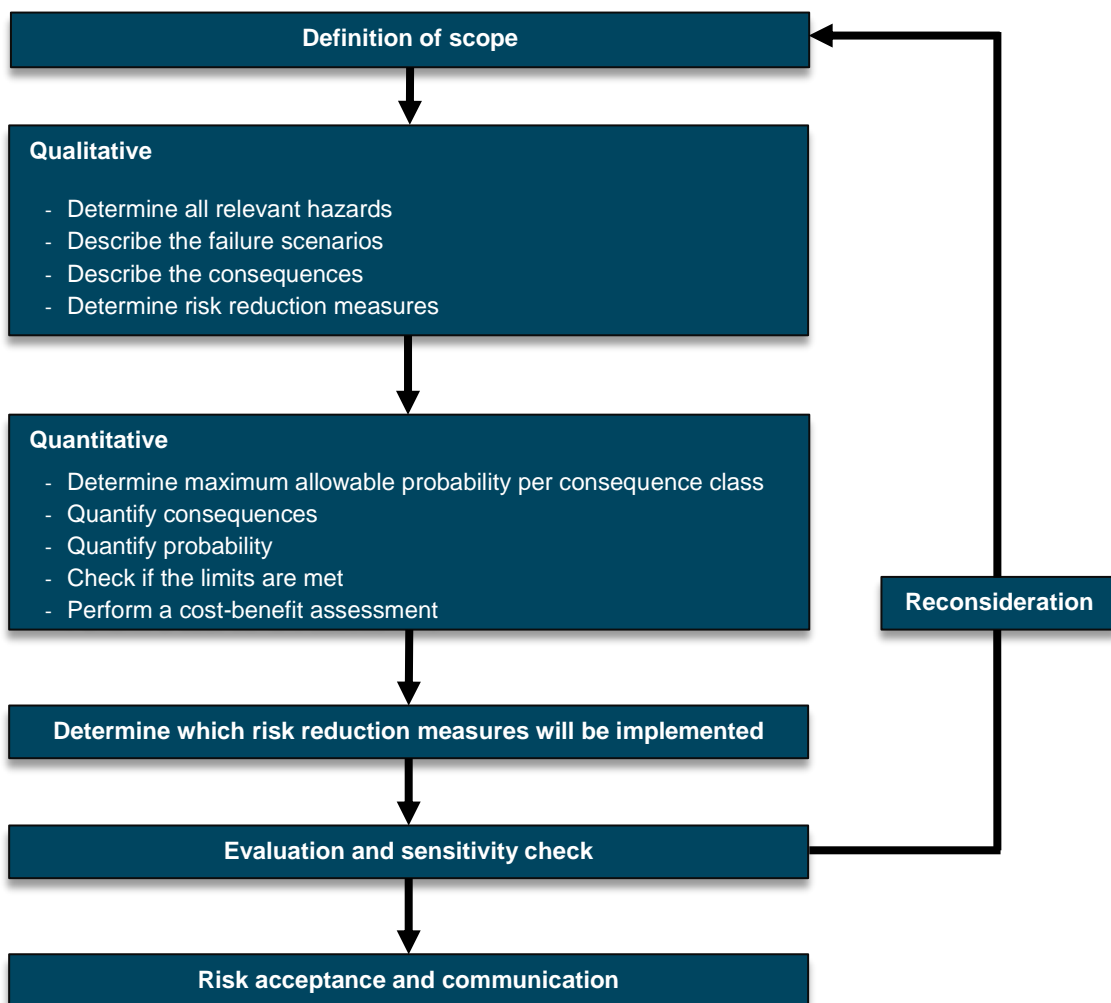 Definition of scope
Qualitative
- Determine all relevant hazards
- Describe the failure scenarios
- Describe the consequences
- Determine risk reduction measures
Quantitative
- Determine maximum allowable probability per consequence class
- Quantify consequences
- Quantify probability
- Check if the limits are met
- Perform a cost-benefit assessment
Reconsideration
Determine which risk reduction measures will be implemented
Evaluation and sensitivity check
Risk acceptance and communication